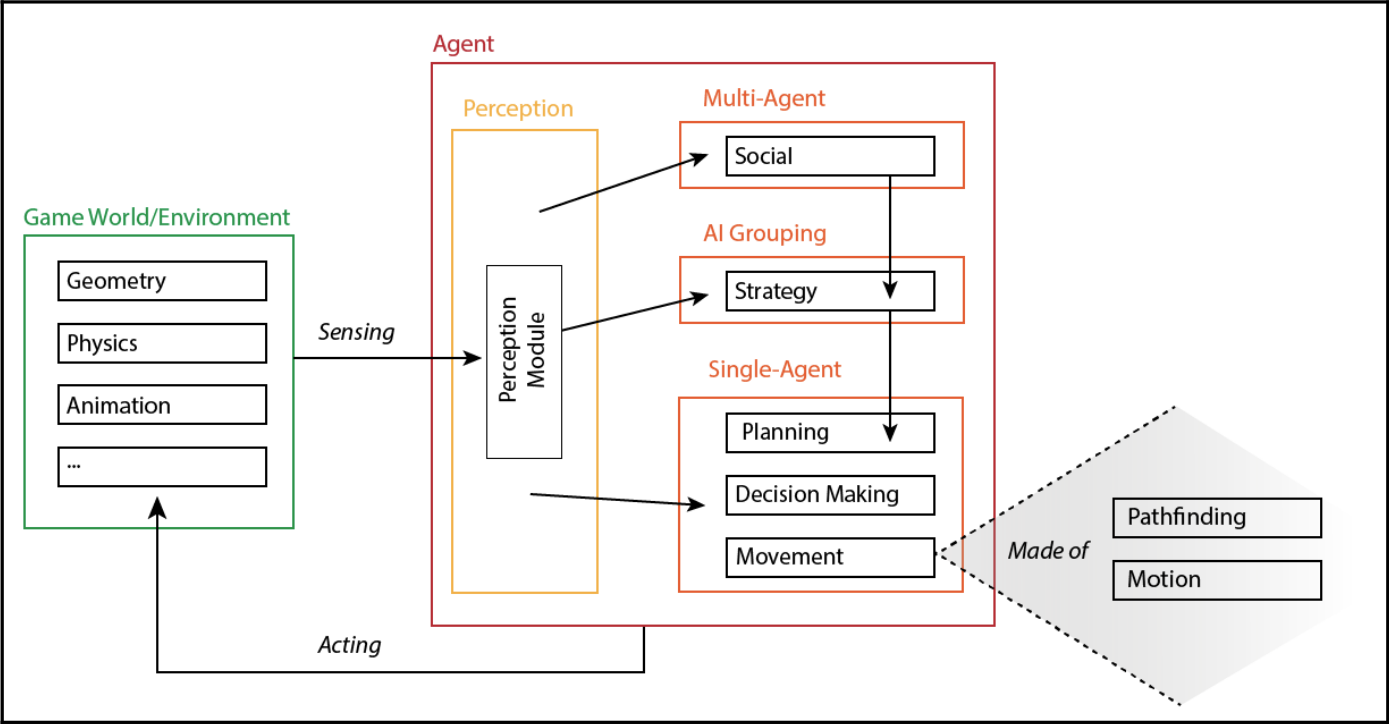 Agent
Perception
Multi-Agent
Social
Game World/Environment
AI Grouping
Geometry
Strategy
Sensing
Physics
Perception
Module
Single-Agent
Animation
Planning
...
Decision Making
Pathfinding
Movement
Made of
Motion
Acting